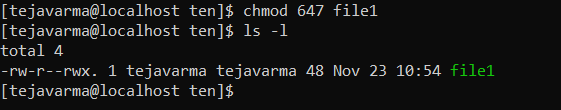 [tejavarma@localhost ten]$ chmod 647 file1
[tejavarma@localhost ten]$ ls -l
total 4
-rw-r--rwx. 1 tejavarma tejavarma 48 Nov 23 10:54 file1
[tejavarma@localhost ten]$